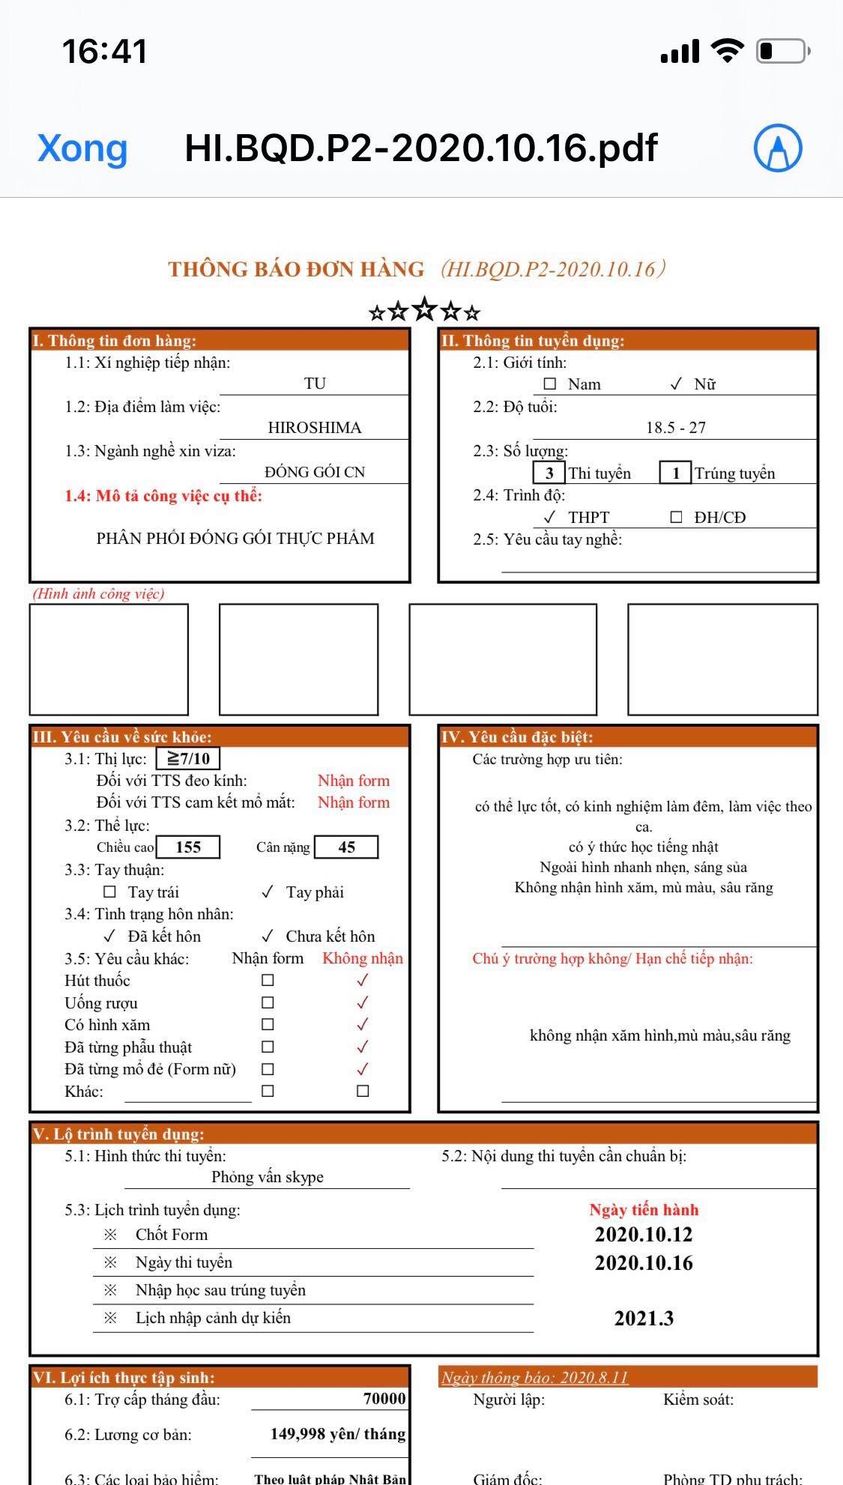 16:41
Xong
HI.BQD.P2-2020.10.16.pdf
THÔNG BÁO ĐƠN HÀNG (HI.BQD.P2-2020.10.16)
☆☆☆☆☆
I. Thông tin đơn hàng:
1.1: Xí nghiệp tiếp nhận:
TU
1.2: Địa điểm làm việc:
HIROSHIMA
1.3: Ngành nghề xin viza:
ĐÓNG GÓI CN
1.4: Mô tả công việc cụ thể:
PHÂN PHỐI ĐÓNG GÓI THỰC PHẨM
II. Thông tin tuyển dụng:
2.1: Giới tính:
☐ Nam ✓ Nữ
2.2: Độ tuổi:
18.5 - 27
2.3: Số lượng:
3 Thi tuyển 1 Trúng tuyển
2.4: Trình độ:
✓ THPT ☐ ĐH/CĐ
2.5: Yêu cầu tay nghề:
(Hình ảnh công việc)
III. Yêu cầu về sức khỏe:
3.1: Thị lực: ≧7/10
Đối với TTS đeo kính: Nhận form
Đối với TTS cam kết mổ mắt: Nhận form
3.2: Thể lực:
Chiều cao 155 Cân nặng 45
3.3: Tay thuận:
☐ Tay trái ✓ Tay phải
3.4: Tình trạng hôn nhân:
✓ Đã kết hôn ✓ Chưa kết hôn
3.5: Yêu cầu khác: Nhận form Không nhận
Hút thuốc ☐ ✓
Uống rượu ☐ ✓
Có hình xăm ☐ ✓
Đã từng phẫu thuật ☐ ✓
Đã từng mổ đẻ (Form nữ) ☐ ✓
Khác: ☐ ☐
IV. Yêu cầu đặc biệt:
Các trường hợp ưu tiên:
có thể lực tốt, có kinh nghiệm làm đêm, làm việc theo
ca.
có ý thức học tiếng nhật
Ngoài hình nhanh nhẹn, sáng sủa
Không nhận hình xăm, mù màu, sâu răng
Chú ý trường hợp không/ Hạn chế tiếp nhận:
không nhận xăm hình,mù màu,sâu răng
V. Lộ trình tuyển dụng:
5.1: Hình thức thi tuyển:
Phỏng vấn skype
5.2: Nội dung thi tuyển cần chuẩn bị:
5.3: Lịch trình tuyển dụng: Ngày tiến hành
※ Chốt Form 2020.10.12
※ Ngày thi tuyển 2020.10.16
※ Nhập học sau trúng tuyển
※ Lịch nhập cảnh dự kiến 2021.3
VI. Lợi ích thực tập sinh:
6.1: Trợ cấp tháng đầu: 70000
6.2: Lương cơ bản: 149,998 yên/ tháng
6.3: Các loại bảo hiểm: Theo luật pháp Nhật Bản
Ngày thông báo: 2020.8.11
Người lập: Kiểm soát:
Giám đốc: Phòng TD phụ trách: